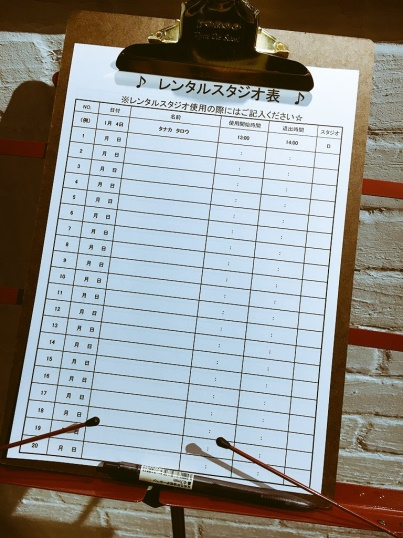 ♪ レンタルスタジオ表 ♪
※レンタルスタジオ使用の際にはご記入ください☆
NO. 日付 名前 使用開始時間 退出時間 スタジオ
(例) 1月 4日 タナカ タロウ 13:00 14:00 D
1 月 日 : :
2 月 日 : :
3 月 日 : :
4 月 日 : :
5 月 日 : :
6 月 日 : :
7 月 日 : :
8 月 日 : :
9 月 日 : :
10 月 日 : :
11 月 日 : :
12 月 日 : :
13 月 日 : :
14 月 日 : :
15 月 日 : :
16 月 日 : :
17 月 日 : :
18 月 日 : :
19 月 日 : :
20 月 日 : :